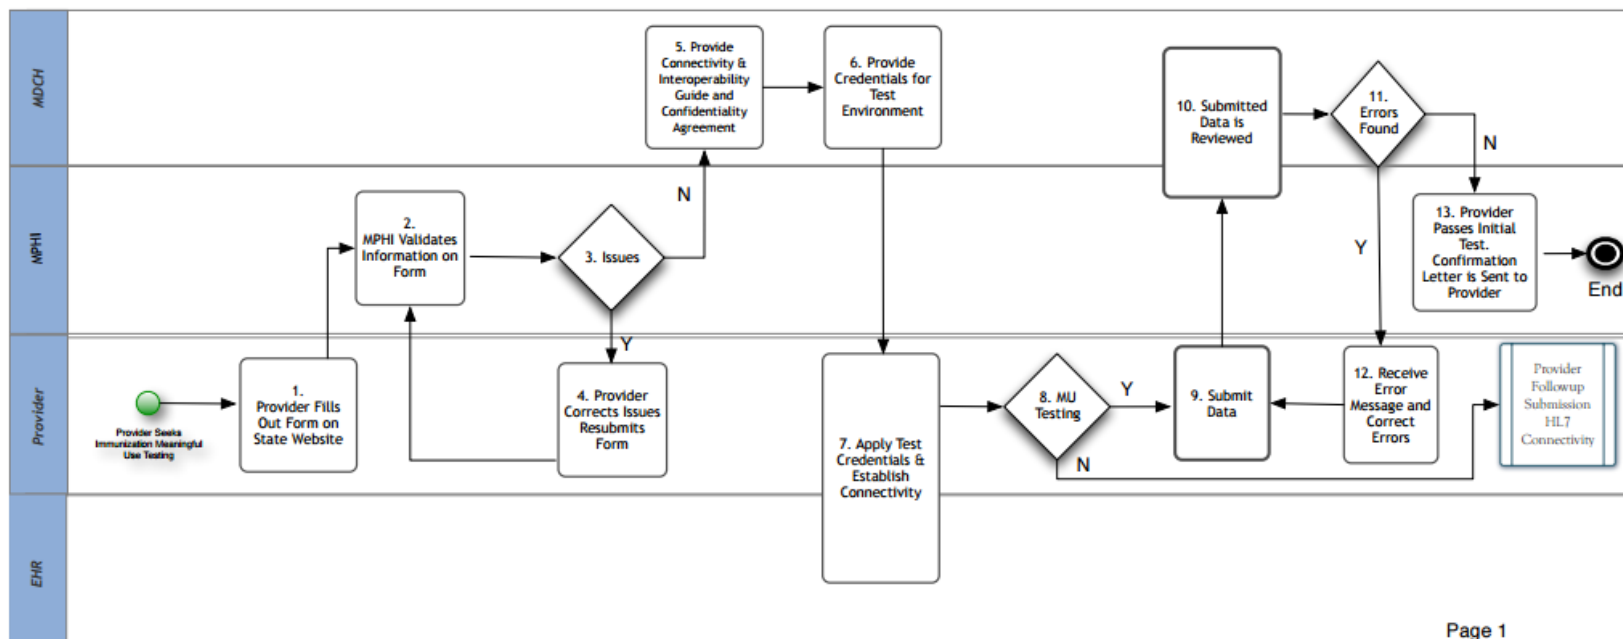 MDCH
5. Provide
Connectivity &
Interoperability
Guide and
Confidentiality
Agreement
6. Provide
Credentials for
Test
Environment
10. Submitted
Data is
Reviewed
11.
Errors
Found
N
MPHI
2.
MPHI Validates
Information on
Form
3. Issues
N
Y
13. Provider
Passes Initial
Test.
Confirmation
Letter is Sent to
Provider
End
Provider
Provider Seeks
Immunization Meaningful
Use Testing
1.
Provider Fills
Out Form on
State Website
Y
4. Provider
Corrects Issues
Resubmits
Form
7. Apply Test
Credentials &
Establish
Connectivity
8. MU
Testing
Y
N
9. Submit
Data
12. Receive
Error
Message and
Correct
Errors
Provider
Followup
Submission
HL7
Connectivity
EHR
Page 1